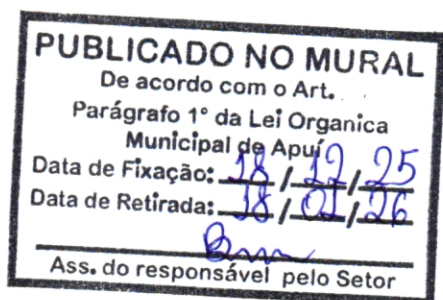 PUBLICADO NO MURAL
De acordo com o Art.
Parágrafo 1º da Lei Organica
Municipal de Apuí
Data de Fixação: 18 / 12 / 25
Data de Retirada: 18 / 01 / 26
Ass. do responsável pelo Setor